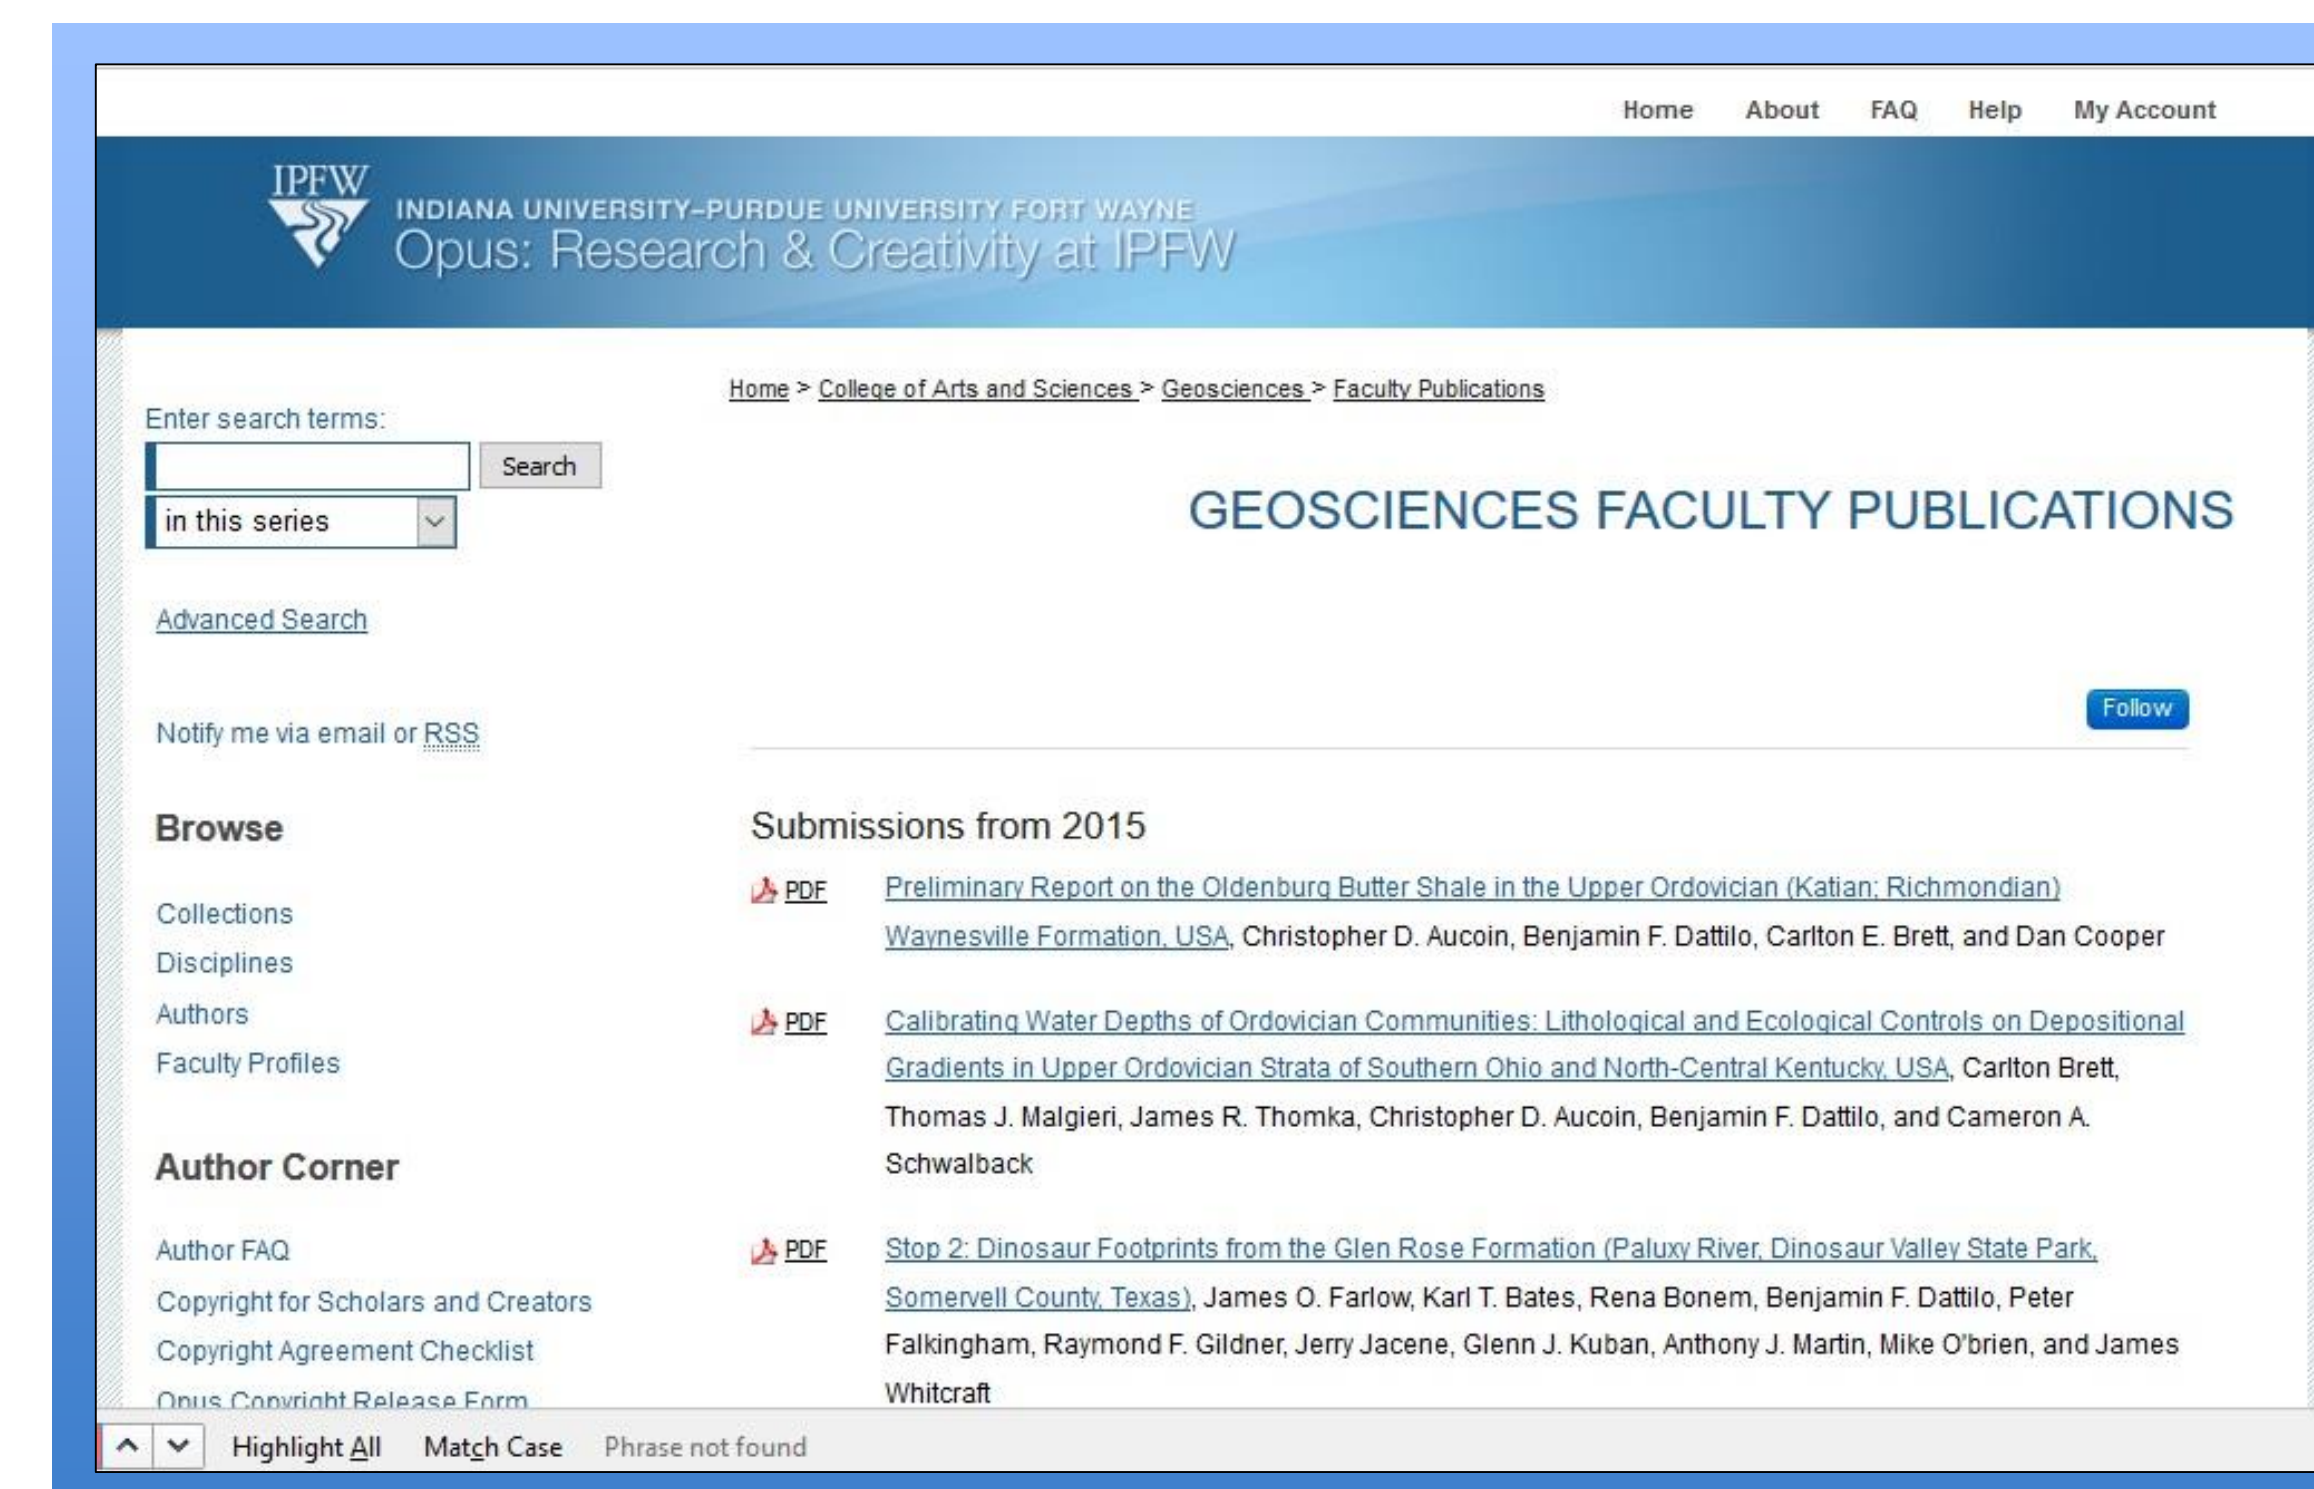 Home About FAQ Help My Account
IPFW
INDIANA UNIVERSITY–PURDUE UNIVERSITY FORT WAYNE
Opus: Research & Creativity at IPFW
Home > College of Arts and Sciences > Geosciences > Faculty Publications
Enter search terms:
Search
in this series
GEOSCIENCES FACULTY PUBLICATIONS
Advanced Search
Follow
Notify me via email or RSS
Browse
Collections
Disciplines
Authors
Faculty Profiles
Author Corner
Author FAQ
Copyright for Scholars and Creators
Copyright Agreement Checklist
Opus Copyright Release Form
Submissions from 2015
PDF Preliminary Report on the Oldenburg Butter Shale in the Upper Ordovician (Katian; Richmondian)
Waynesville Formation, USA, Christopher D. Aucoin, Benjamin F. Dattilo, Carlton E. Brett, and Dan Cooper
PDF Calibrating Water Depths of Ordovician Communities: Lithological and Ecological Controls on Depositional
Gradients in Upper Ordovician Strata of Southern Ohio and North-Central Kentucky, USA, Carlton Brett,
Thomas J. Malgieri, James R. Thomka, Christopher D. Aucoin, Benjamin F. Dattilo, and Cameron A.
Schwalback
PDF Stop 2: Dinosaur Footprints from the Glen Rose Formation (Paluxy River, Dinosaur Valley State Park,
Somervell County, Texas), James O. Farlow, Karl T. Bates, Rena Bonem, Benjamin F. Dattilo, Peter
Falkingham, Raymond F. Gildner, Jerry Jacene, Glenn J. Kuban, Anthony J. Martin, Mike O'brien, and James
Whitcraft
Highlight All Match Case Phrase not found